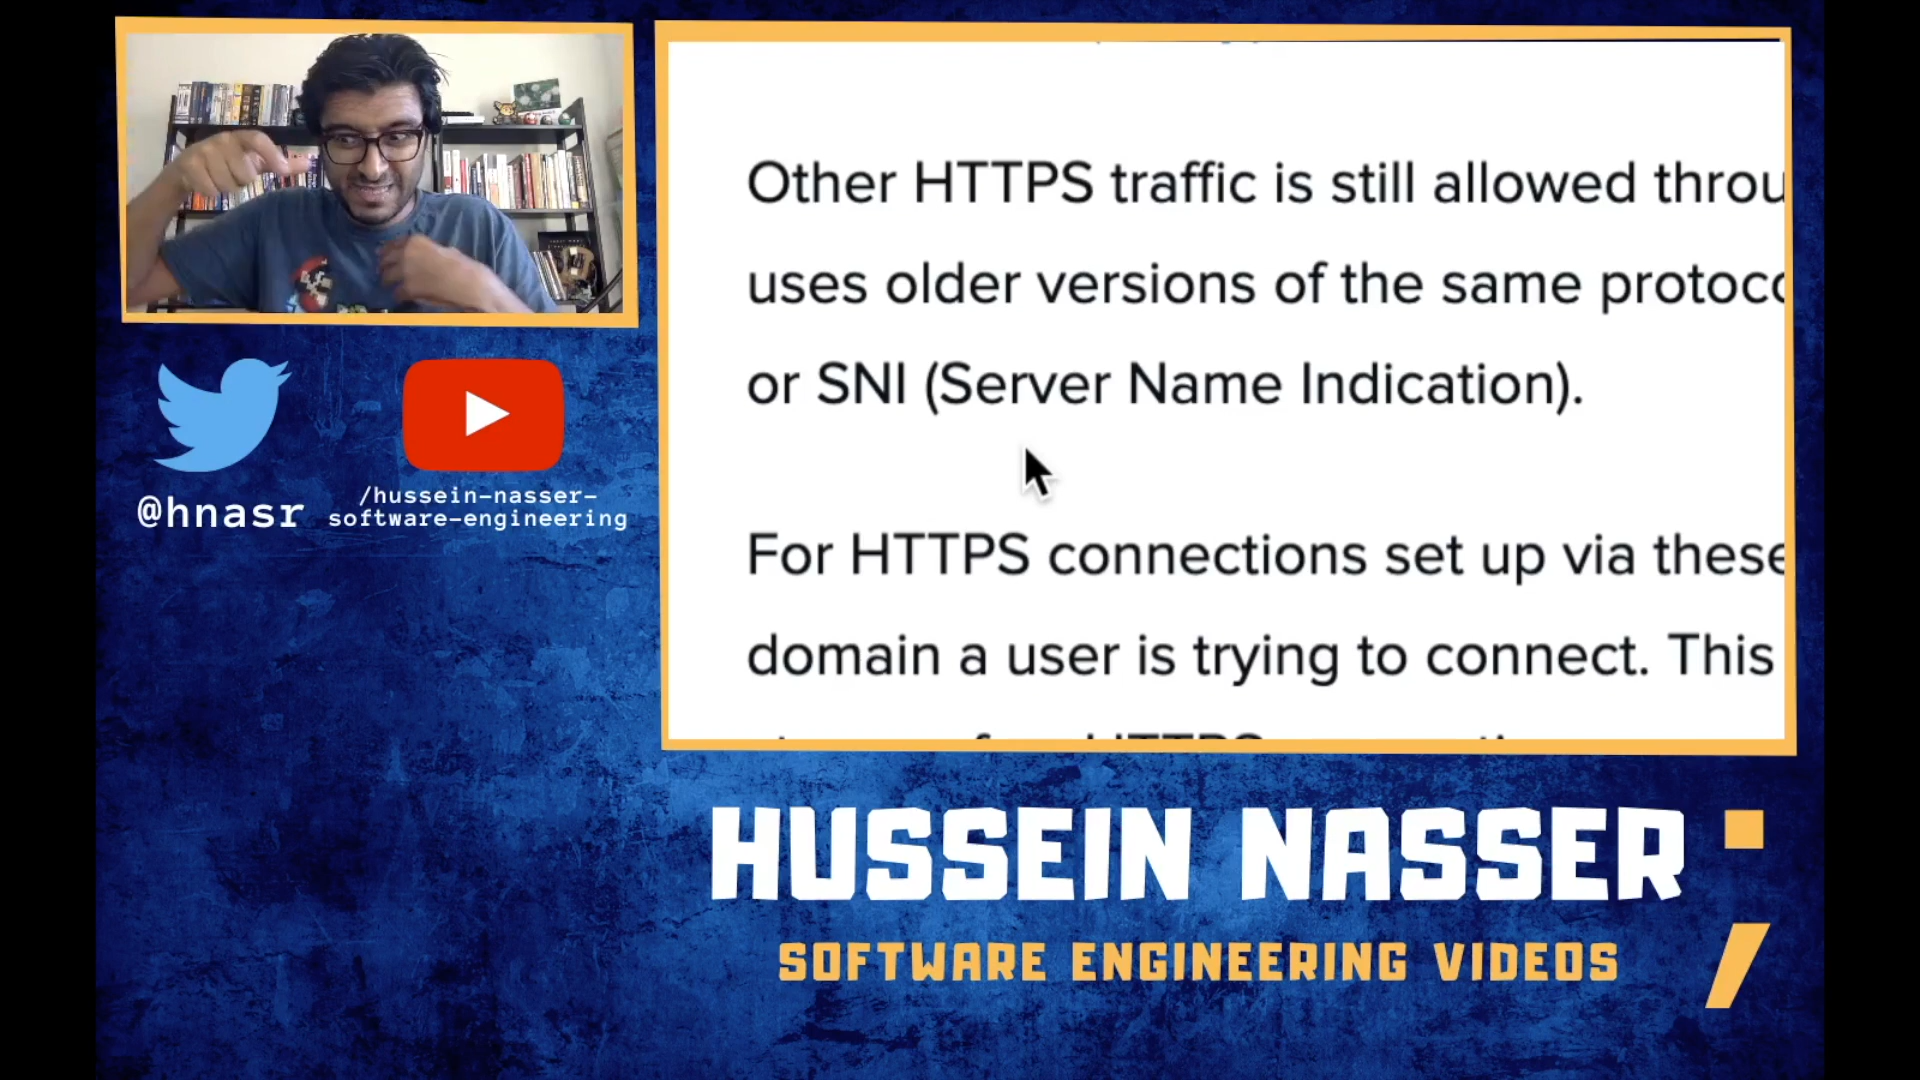 Other HTTPS traffic is still allowed
uses older versions of the same
or SNI (Server Name Indication).
For HTTPS connections set up via these
domain a user is trying to connect. This
HTTPS
@hnasr
/hussein-nasser-
software-engineering
HUSSEIN NASSER ;
SOFTWARE ENGINEERING VIDEOS